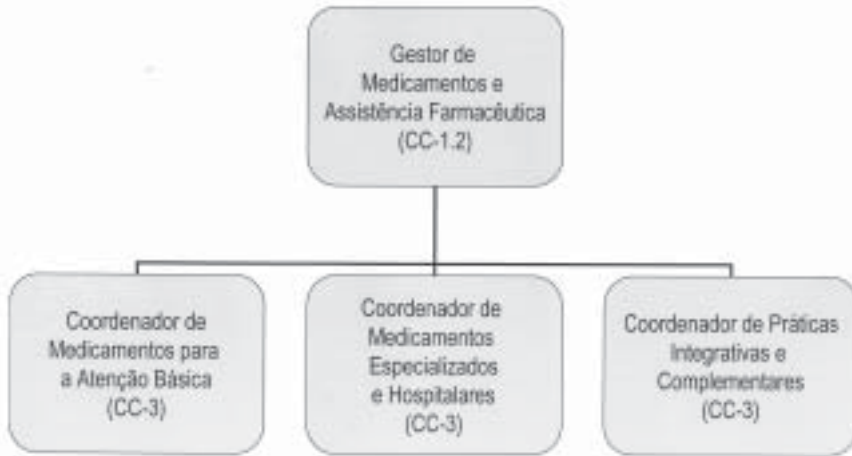 Gestor de
Medicamentos e
Assistência Farmacêutica
(CC-1.2)
Coordenador de
Medicamentos para
a Atenção Básica
(CC-3)
Coordenador de
Medicamentos
Especializados
e Hospitalares
(CC-3)
Coordenador de Práticas
Integrativas e
Complementares
(CC-3)